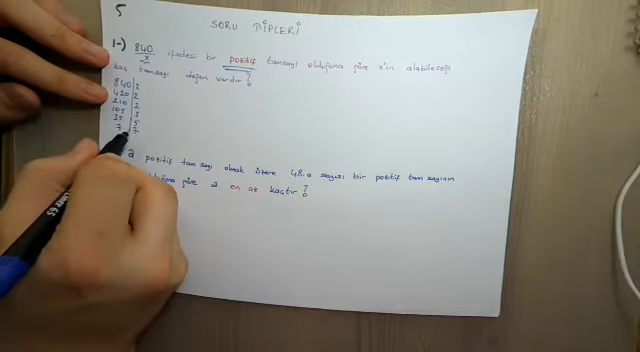 5
SORU TİPLERİ
1-) 840 ifadesi bir pozitif tamsayı olduğuna göre x'in alabileceği
x
kaç tamsayı değeri vardır?
840 2
420 2
210 2
105 3
35 5
7 7
a pozitif tam sayı olmak üzere 48.a sayısı bir pozitif tam sayının
göre a en az kaçtır?